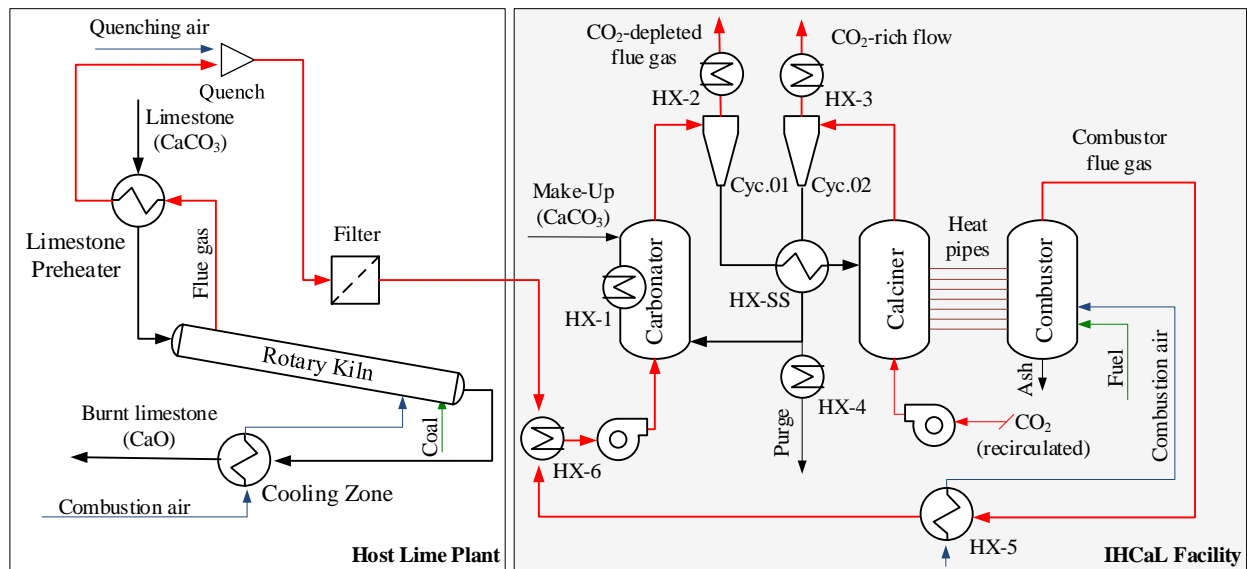 Quenching air
Quench
Limestone
(CaCO₃)
Limestone
Preheater
Flue gas
Filter
Rotary Kiln
Burnt limestone
(CaO)
Coal
Cooling Zone
Combustion air
Host Lime Plant
CO₂-depleted
flue gas
CO₂-rich flow
HX-2
HX-3
Combustor
flue gas
Cyc.01
Cyc.02
Make-Up
(CaCO₃)
Heat
pipes
HX-1
Carbonator
HX-SS
Calciner
Combustor
Combustion air
Ash
Fuel
HX-4
Purge
CO₂
(recirculated)
HX-6
HX-5
IHCaL Facility